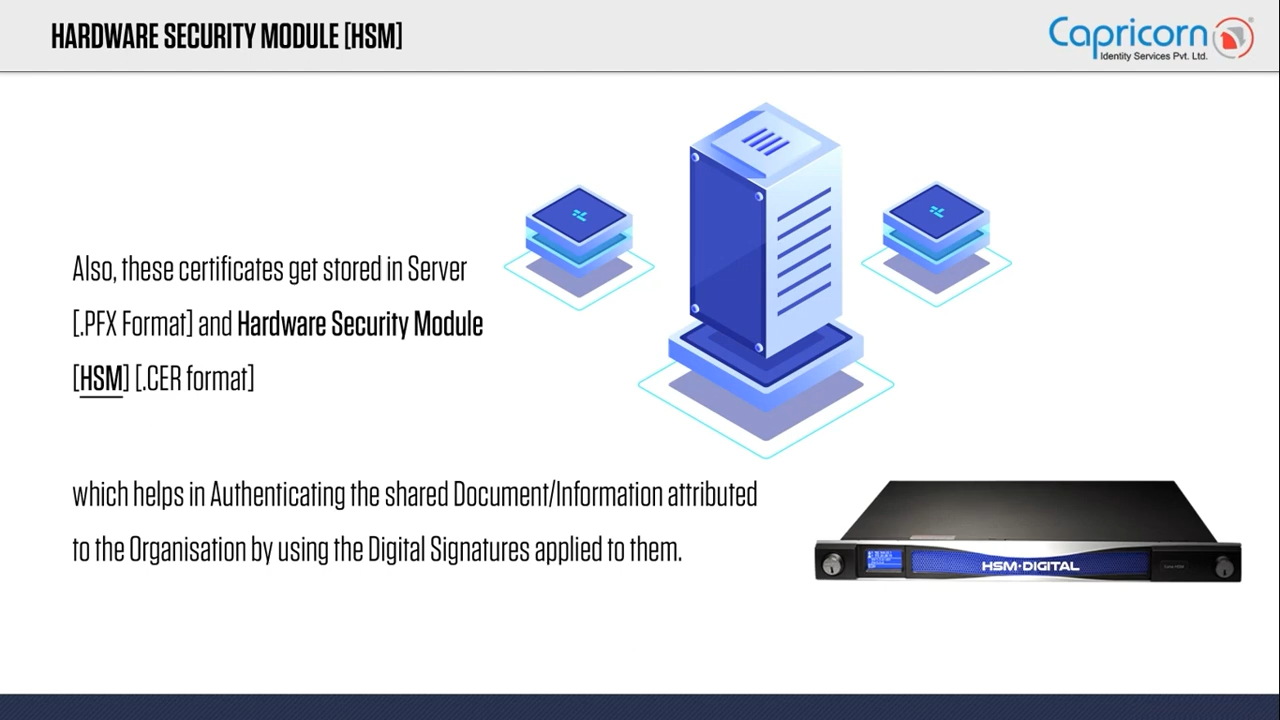 HARDWARE SECURITY MODULE [HSM]
Capricorn
Identity Services Pvt. Ltd.
Also, these certificates get stored in Server
[.PFX Format] and Hardware Security Module
[HSM] [.CER format]
which helps in Authenticating the shared Document/Information attributed
to the Organisation by using the Digital Signatures applied to them.
HSM·DIGITAL